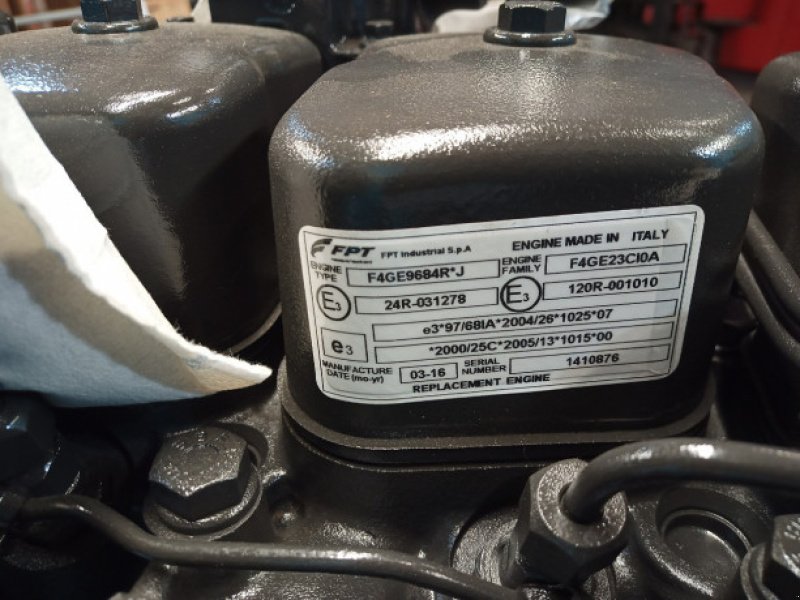 FPT FPT Industrial S.p.A ENGINE MADE IN ITALY
ENGINE TYPE F4GE9684R*J ENGINE FAMILY F4GE23CI0A
E3 24R-031278 E3 120R-001010
e3*97/68IA*2004/26*1025*07
e3 *2000/25C*2005/13*1015*00
MANUFACTURE DATE (mo-yr) 03-16 SERIAL NUMBER 1410876
REPLACEMENT ENGINE